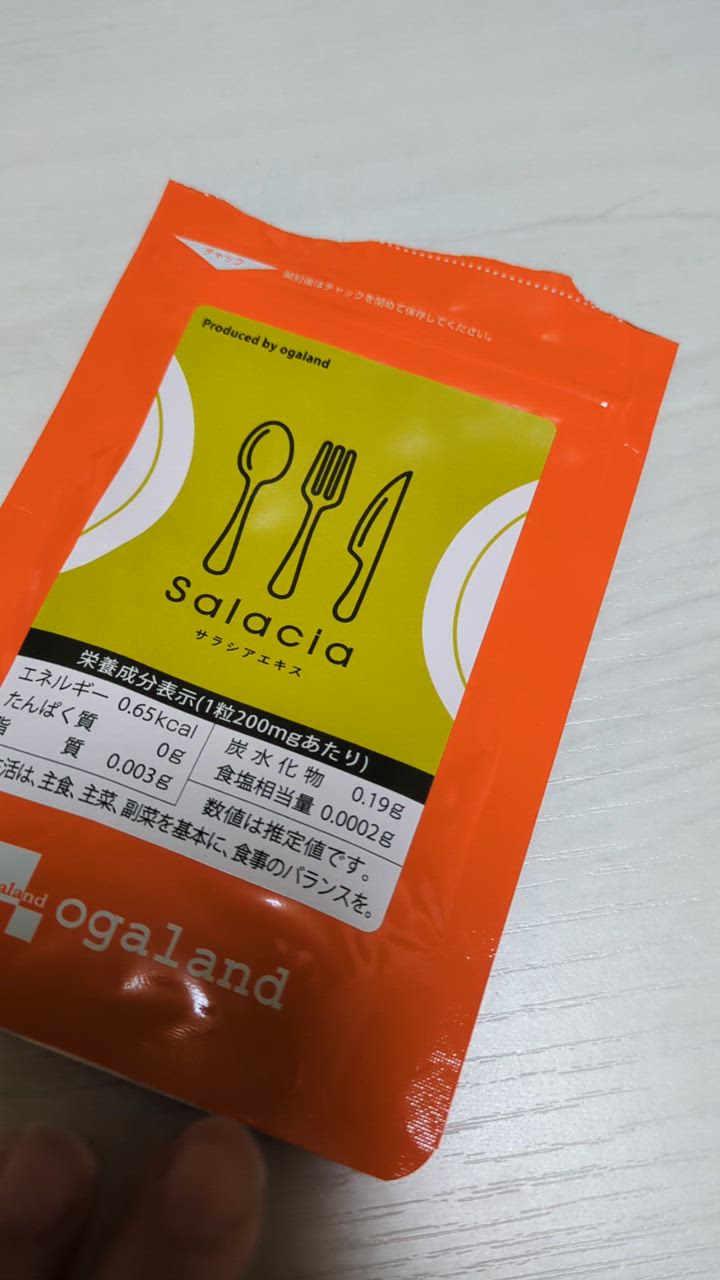 チャック
開封後はチャックを閉めて保存してください。
Produced by ogaland
salacia
サラシアエキス
栄養成分表示(1粒200mgあたり)
エネルギー 0.65kcal
たんぱく質 0g
脂 質 0.003g
炭水化物 0.19g
食塩相当量 0.0002g
数値は推定値です。
生活は、主食、主菜、副菜を基本に、食事のバランスを。
aland
ogaland